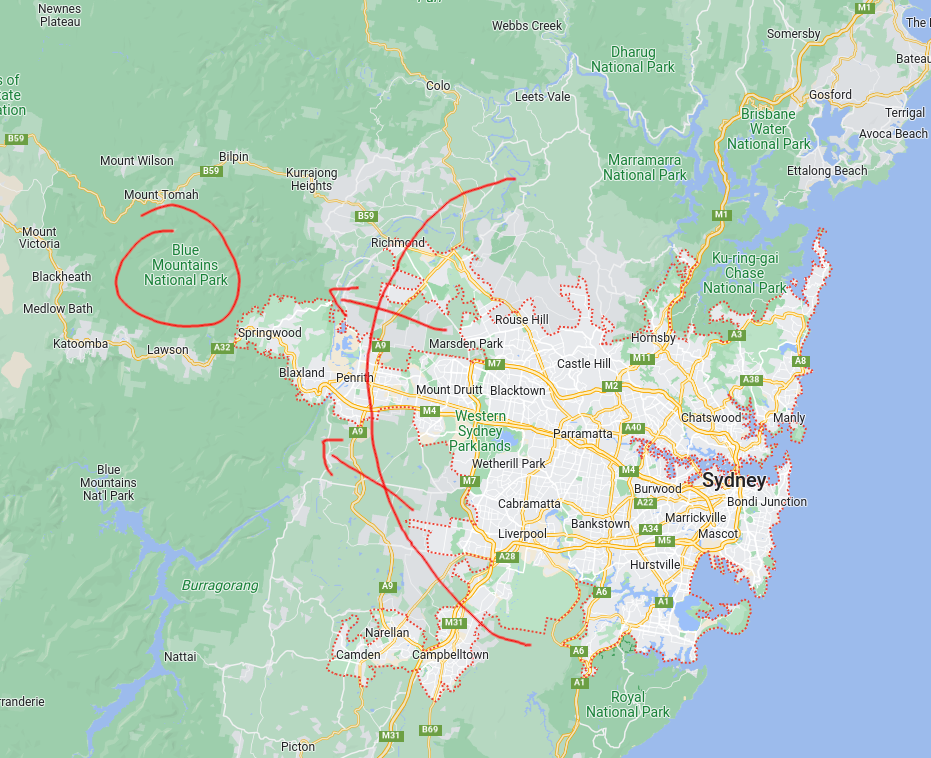 Newnes
Plateau
Webbs Creek
M1
The
Somersby
Dharug
National Park
Bateau
s of
ate
ation
Colo
Leets Vale
Gosford
Terrigal
Brisbane
Water
National Park
Avoca Beach
B59
Mount Wilson
Bilpin
B59
Kurrajong
Heights
Marramarra
National Park
Ettalong Beach
Mount Tomah
B59
M1
Mount
Victoria
Richmond
Blue
Mountains
National Park
Ku-ring-gai
Chase
National Park
Blackheath
Medlow Bath
Springwood
Rouse Hill
Hornsby
A3
Katoomba
Lawson
A32
A9
Marsden Park
M11
A8
M7
Castle Hill
Blaxland
Penrith
Mount Druitt
Blacktown
M2
A38
M4
Western
Sydney
Parklands
Chatswood
Manly
A9
Parramatta
A40
Wetherill Park
M4
Blue
Mountains
Nat'l Park
M7
Sydney
Burwood
Cabramatta
A22
Bondi Junction
Bankstown
Marrickville
Liverpool
A34
Mascot
M5
A28
Hurstville
Burragorang
A9
A6
A1
M31
Narellan
Nattai
Camden
Campbelltown
A6
A1
rranderie
Royal
National Park
B69
M31
Picton